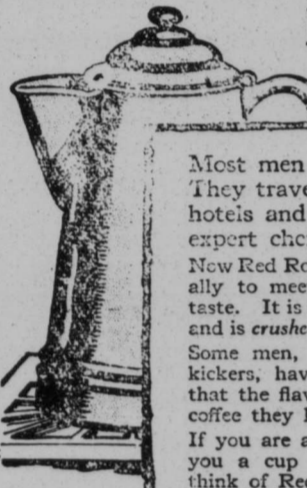 Most men
They trave
hotels and
expert che
New Red Ro
ally to mee
taste. It is
and is crushe
Some men,
kickers, hav
that the flav
coffee they l
If you are a
you a cup
think of Re